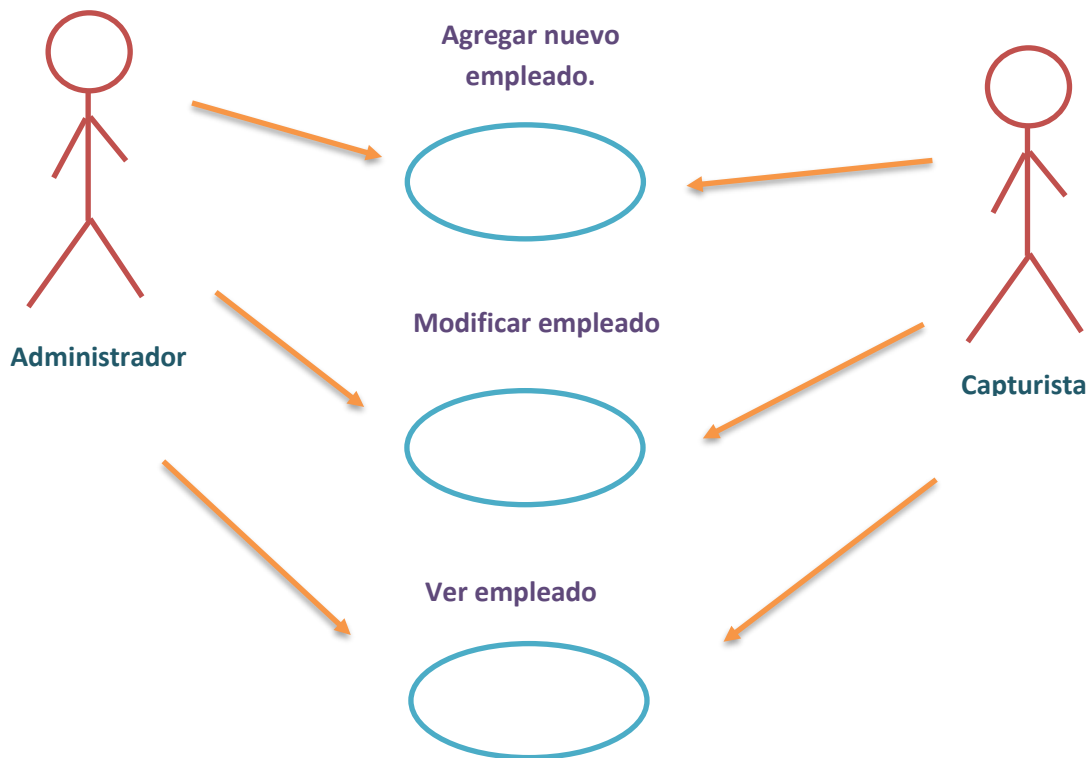 Agregar nuevo
empleado.
Modificar empleado
Administrador
Capturista
Ver empleado